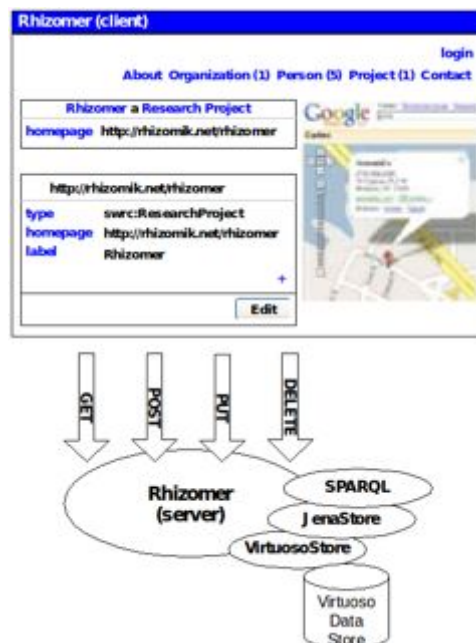 Rhizomer (client)
login
About Organization (1) Person (5) Project (1) Contact
Rhizomer a Research Project
homepage http://rhizomik.net/rhizomer
Google
http://rhizomik.net/rhizomer
type swrc:ResearchProject
homepage http://rhizomik.net/rhizomer
label Rhizomer
+
Edit
GET
POST
PUT
DELETE
Rhizomer
(server)
SPARQL
JenaStore
VirtuosoStore
Virtuoso
Data
Store